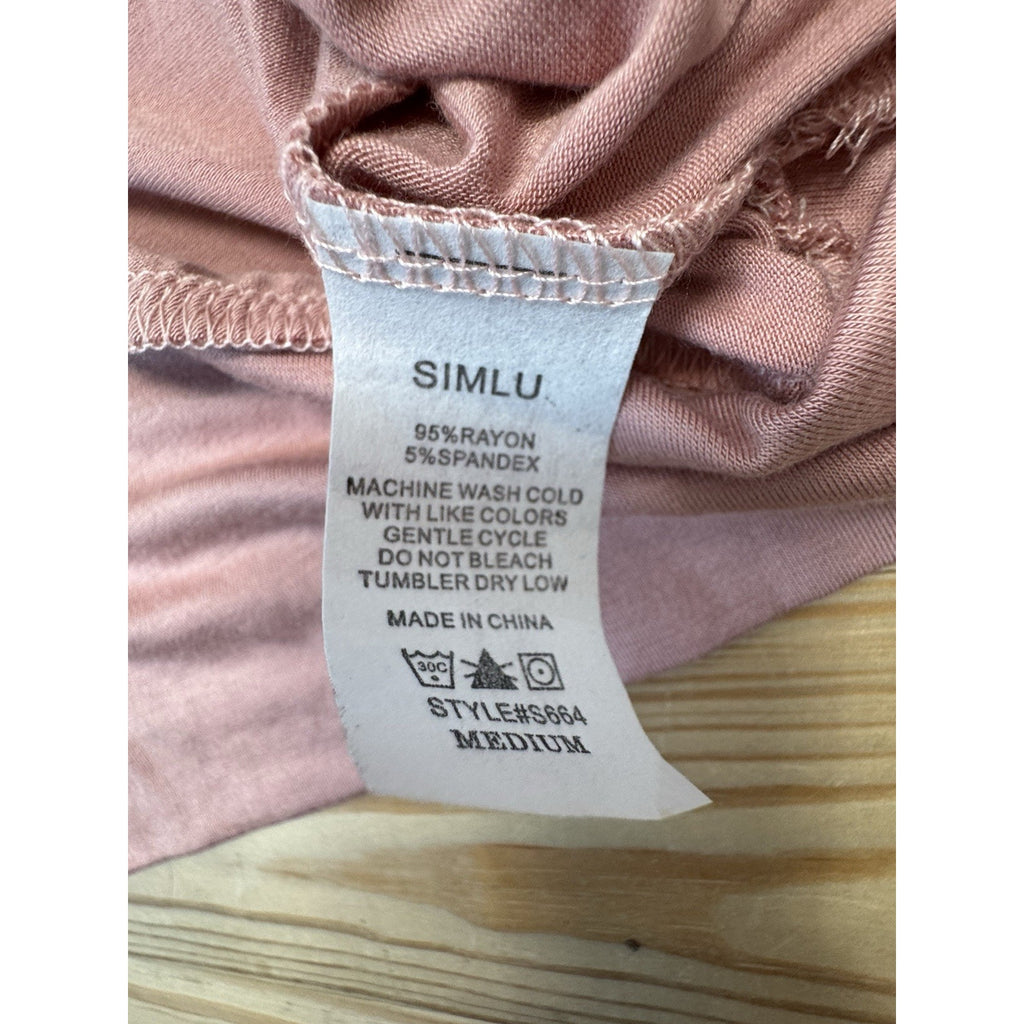 SIMLU
95%RAYON
5%SPANDEX
MACHINE WASH COLD
WITH LIKE COLORS
GENTLE CYCLE
DO NOT BLEACH
TUMBLER DRY LOW
MADE IN CHINA
30C
STYLE#S664
MEDIUM